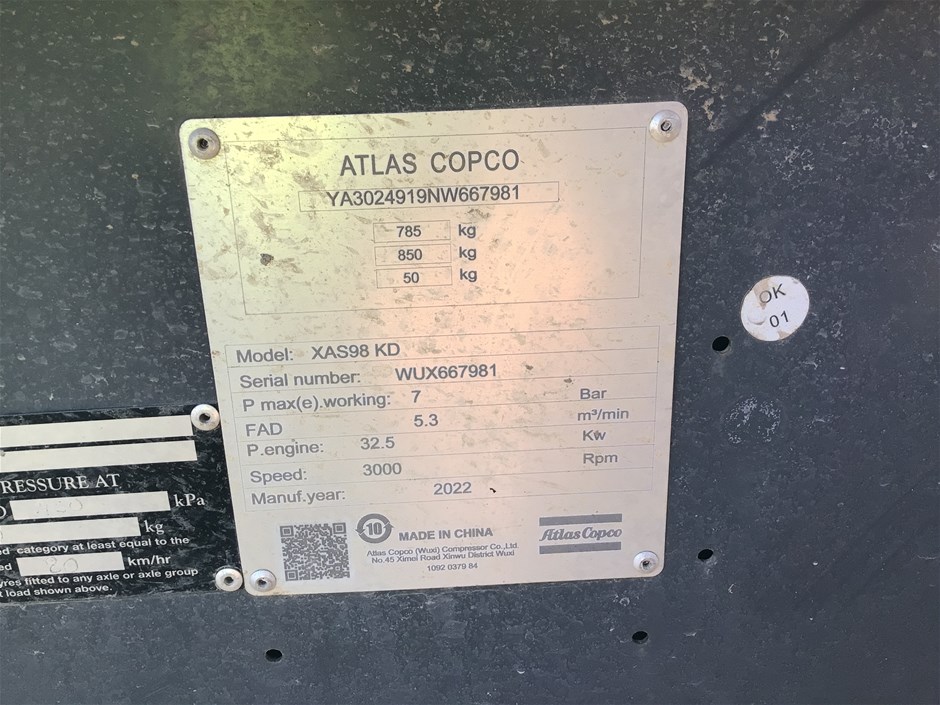 ATLAS COPCO
YA3024919NW667981
785 kg
850 kg
50 kg
Model: XAS98 KD
Serial number: WUX667981
P max(e).working: 7 Bar
FAD 5.3 m³/min
P.engine: 32.5 Kw
Speed: 3000 Rpm
Manuf.year: 2022
10
MADE IN CHINA
Atlas Copco (Wuxi) Compressor Co.,Ltd.
No.45 Ximei Road Xinwu District Wuxi
1092 0379 84
Atlas Copco
OK
01
RESSURE AT
kPa
kg
ed category at least equal to the
ed 80 km/hr
yres fitted to any axle or axle group
t load shown above.